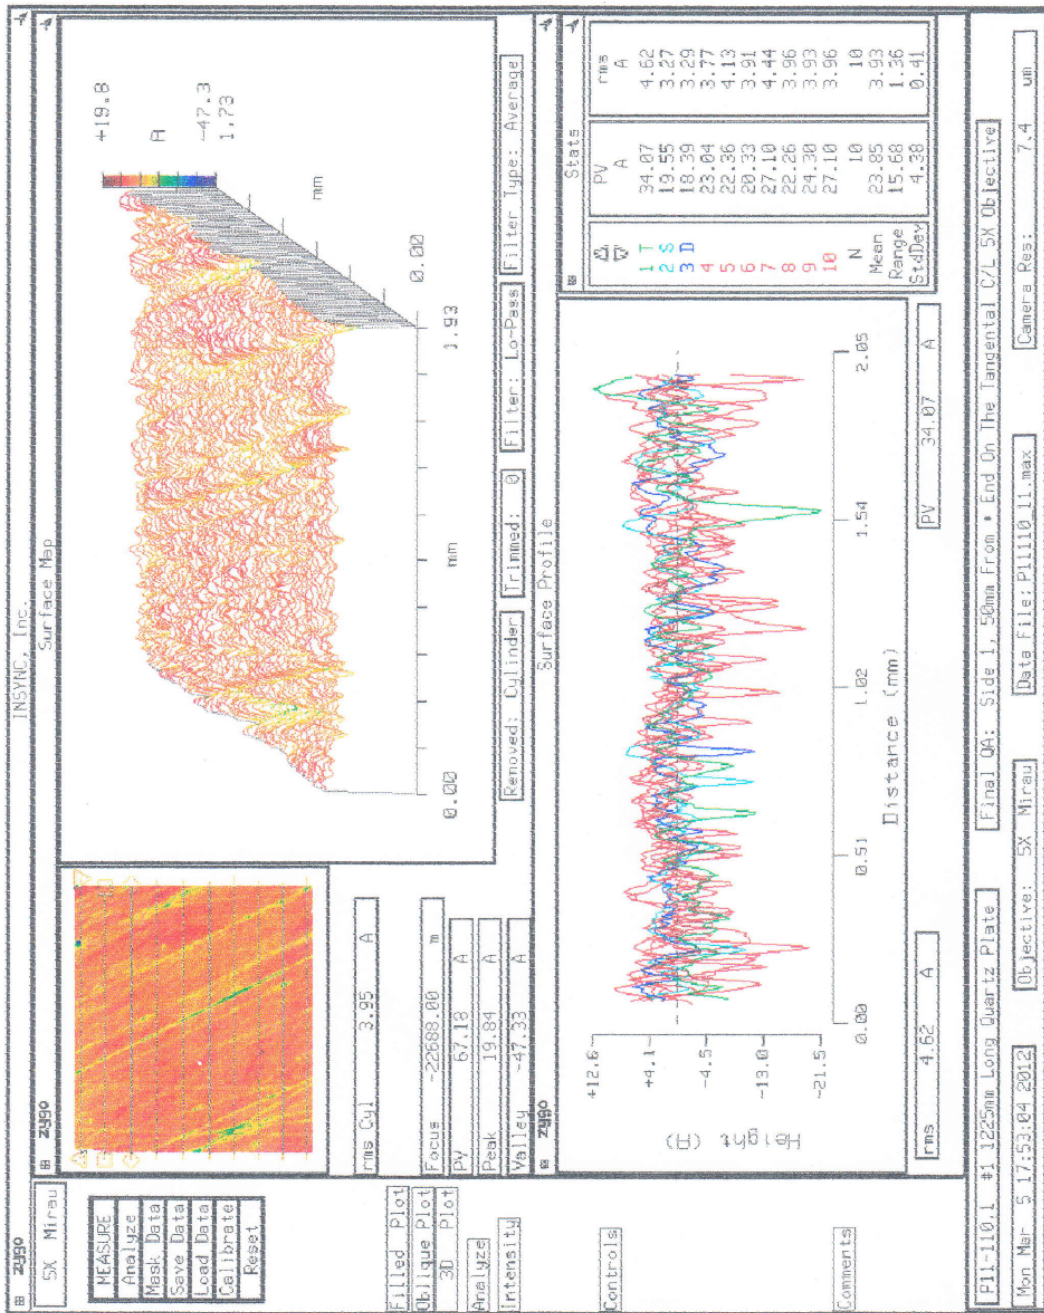 zygo INSYNC, Inc.
5X Mirau
MEASURE
Analyze
Mask Data
Save Data
Load Data
Calibrate
Reset
Filled Plot
Oblique Plot
3D Plot
Analyze
Intensity
Controls
Comments
zygo Surface Map
rms Cyl 3.95 A
Focus -22688.00 m
PV 67.18 A
Peak 19.84 A
Valley -47.33 A
+19.8
A
-47.3
1.73
mm
0.00
0.00
mm
1.93
Removed: Cylinder Trimmed: 0 Filter: Lo-Pass Filter Type: Average
zygo Surface Profile
Height (A)
+12.6
+4.1
-4.5
-13.0
-21.5
0.00 0.51 1.02 1.54 2.05
Distance (mm)
rms 4.62 A PV 34.07 A
Stats
PV rms
A A
1 T 34.07 4.62
2 S 19.55 3.27
3 D 18.39 3.29
4 23.04 3.77
5 22.36 4.13
6 20.33 3.91
7 27.10 4.44
8 22.26 3.96
9 24.30 3.93
10 27.10 3.96
N 10 10
Mean 23.85 3.93
Range 15.68 1.36
StdDev 4.38 0.41
P11-110.1 #1 1225mm Long Quartz Plate Final QA: Side 1, 50mm From * End On The Tangental C/L 5X Objective
Mon Mar 5 17:53:04 2012 Objective: 5X Mirau Data File: P11110_11.max Camera Res: 7.4 um